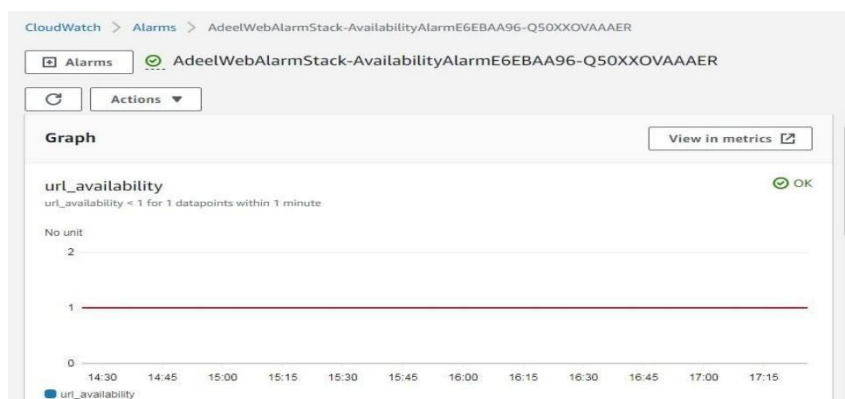 CloudWatch > Alarms > AdeelWebAlarmStack-AvailabilityAlarmE6EBAA96-Q50XXOVAAAER
Alarms AdeelWebAlarmStack-AvailabilityAlarmE6EBAA96-Q50XXOVAAAER
Actions ▼
Graph View in metrics
url_availability OK
url_availability < 1 for 1 datapoints within 1 minute
No unit
2
1
0
14:30 14:45 15:00 15:15 15:30 15:45 16:00 16:15 16:30 16:45 17:00 17:15
url_availability